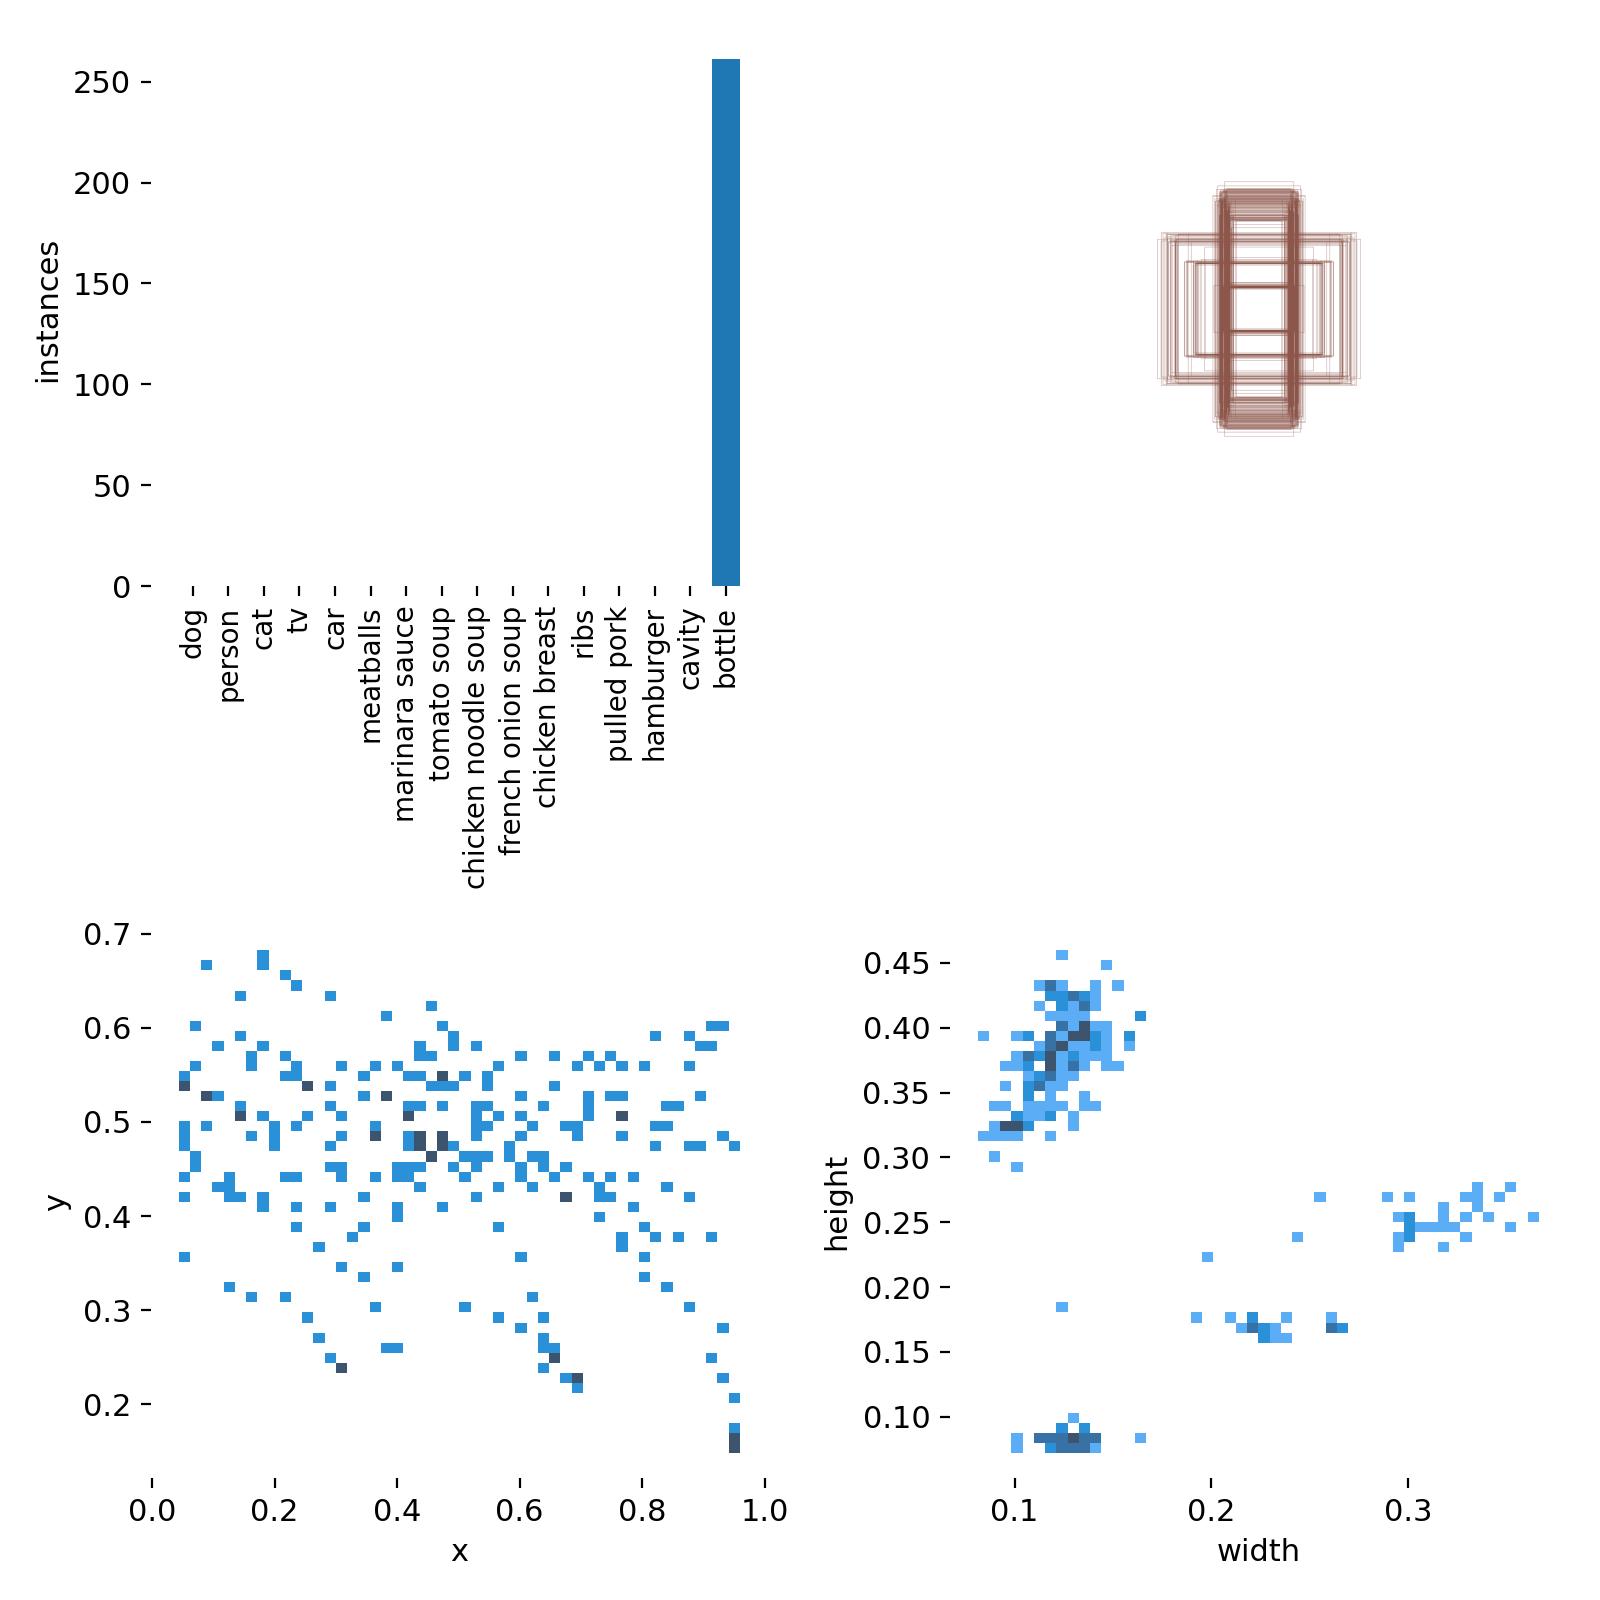 250
200
150
100
50
0
instances
dog
person
cat
tv
car
meatballs
marinara sauce
tomato soup
chicken noodle soup
french onion soup
chicken breast
ribs
pulled pork
hamburger
cavity
bottle
0.7
0.6
0.5
0.4
0.3
0.2
y
0.0
0.2
0.4
0.6
0.8
1.0
x
0.45
0.40
0.35
0.30
0.25
0.20
0.15
0.10
height
0.1
0.2
0.3
width